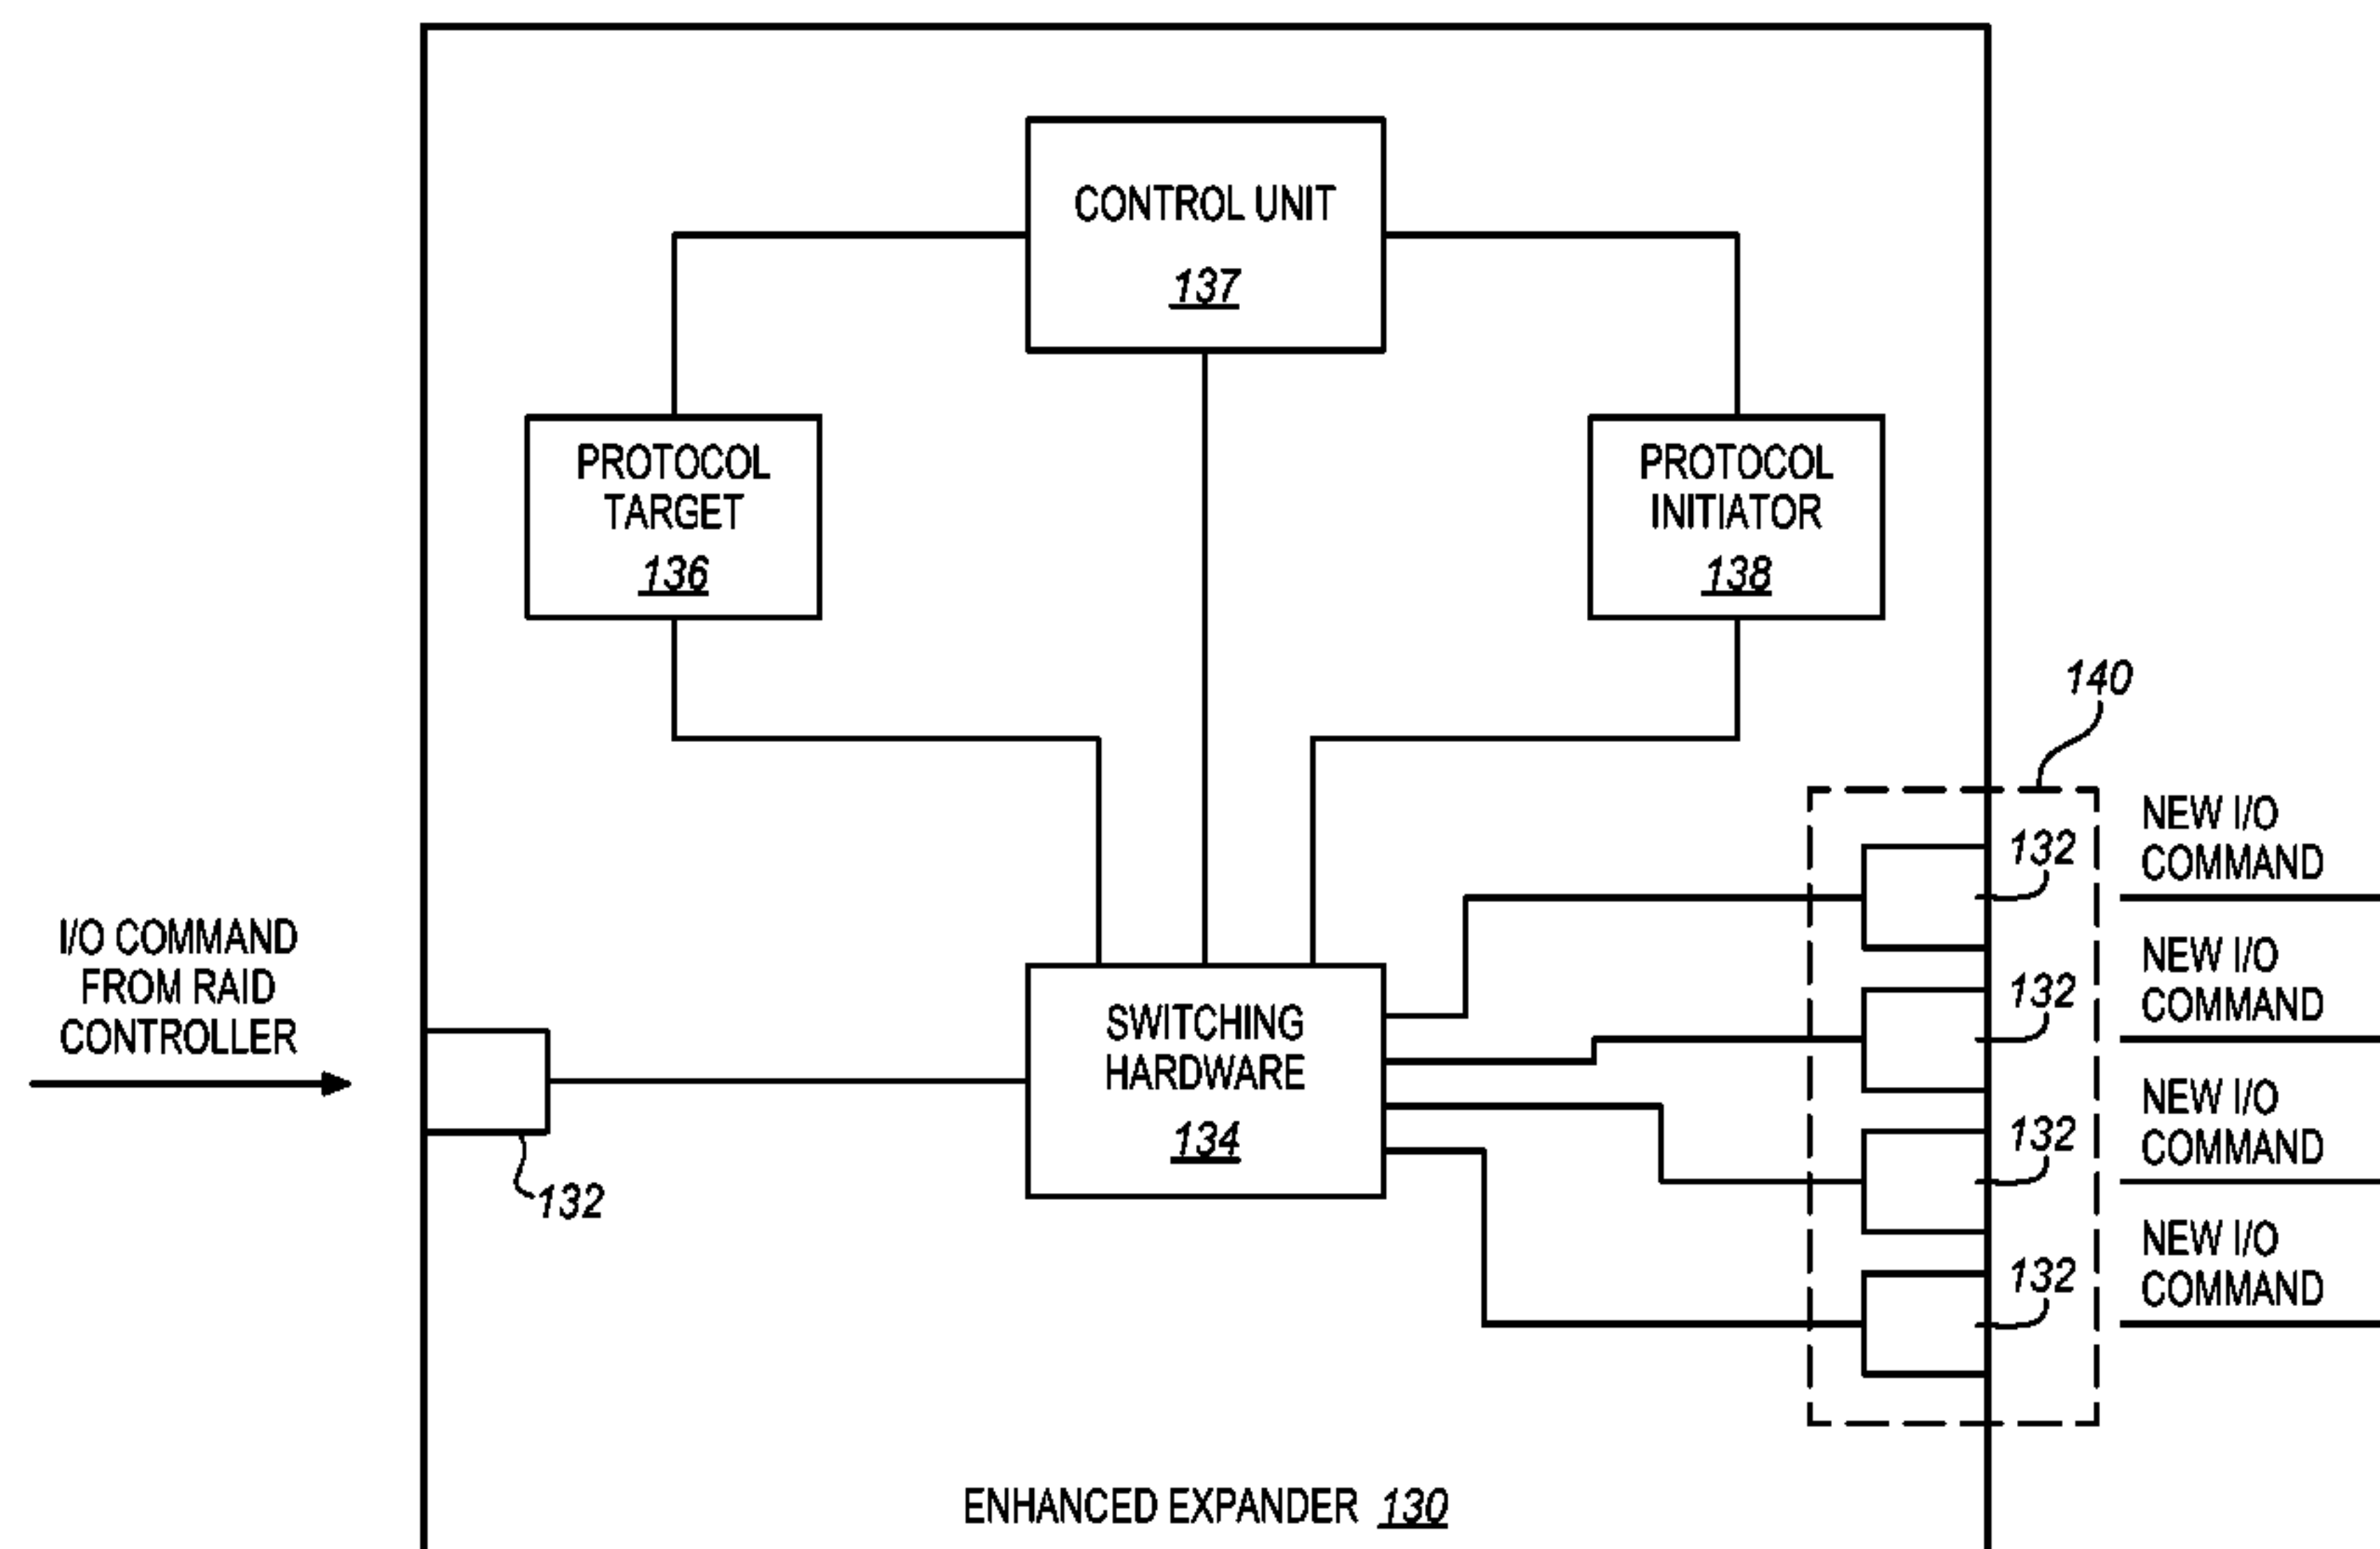 CONTROL UNIT
137
PROTOCOL
TARGET
136
PROTOCOL
INITIATOR
138
140
NEW I/O
COMMAND
132
NEW I/O
COMMAND
132
NEW I/O
COMMAND
132
NEW I/O
COMMAND
132
I/O COMMAND
FROM RAID
CONTROLLER
132
SWITCHING
HARDWARE
134
ENHANCED EXPANDER 130